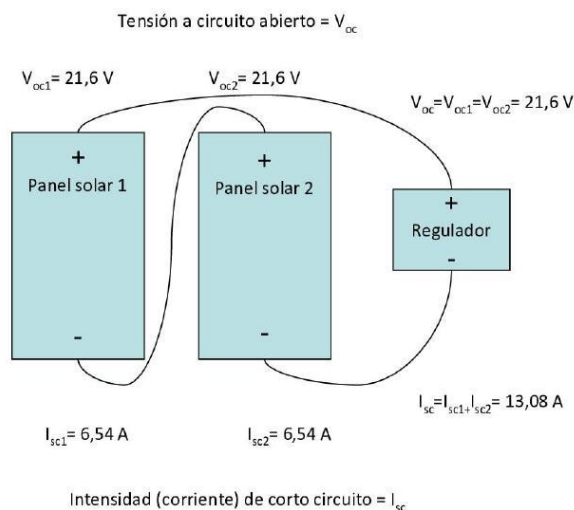 Tensión a circuito abierto = Voc
Voc1= 21,6 V
Voc2= 21,6 V
Voc=Voc1=Voc2= 21,6 V
+
Panel solar 1
-
+
Panel solar 2
-
+
Regulador
-
Isc=Isc1+Isc2= 13,08 A
Isc1= 6,54 A
Isc2= 6,54 A
Intensidad (corriente) de corto circuito = Isc